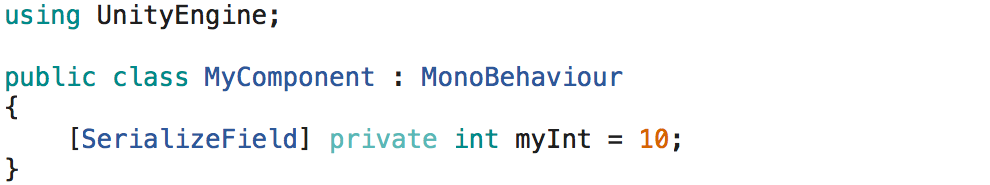 using UnityEngine;

public class MyComponent : MonoBehaviour
{
    [SerializeField] private int myInt = 10;
}